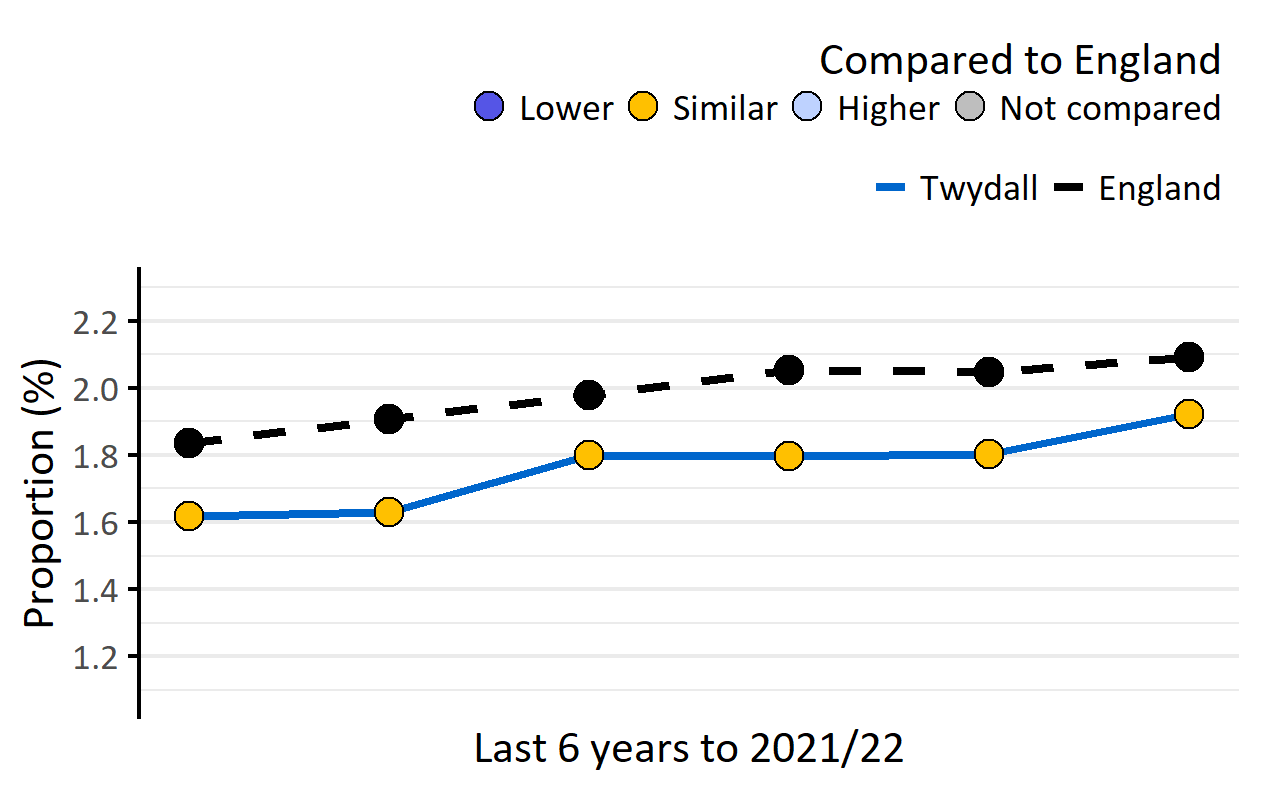 Compared to England
Lower Similar Higher Not compared
Twydall England
2.2
2.0
1.8
1.6
1.4
1.2
Proportion (%)
Last 6 years to 2021/22